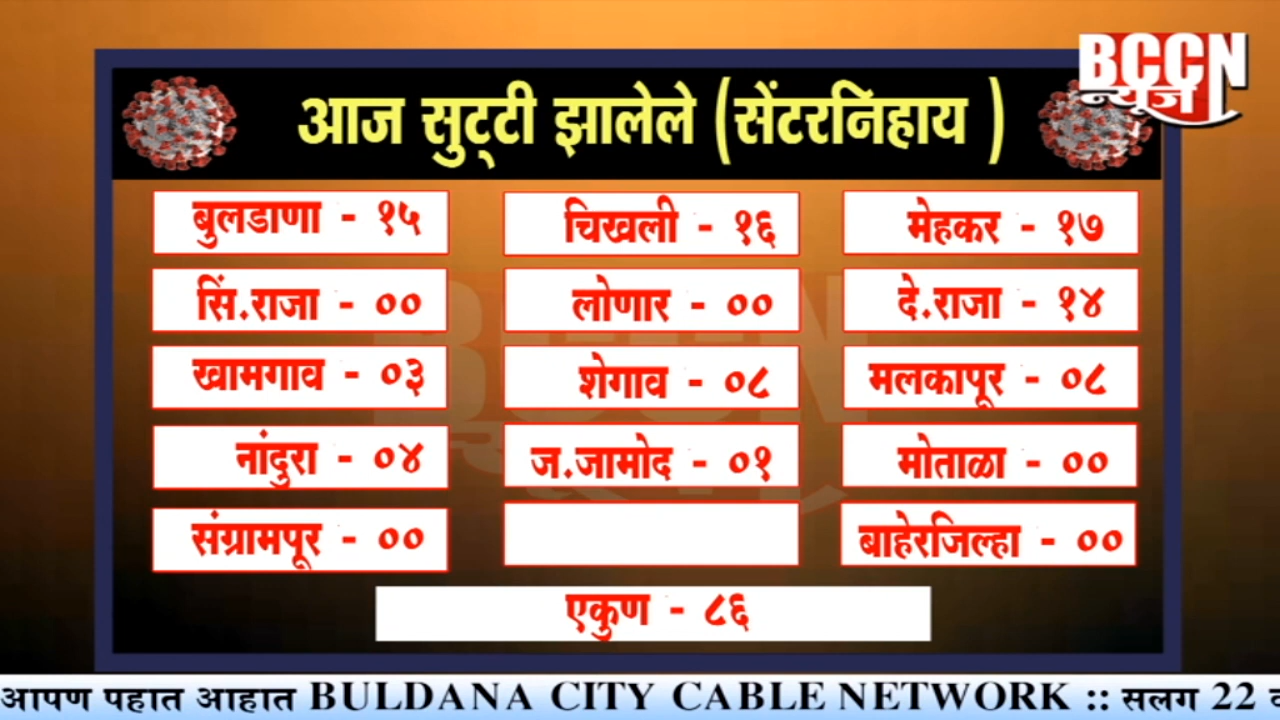 BCCN
न्यूज
आज सुट्टी झालेले (सेंटरनिहाय )
बुलडाणा - १५ चिखली - १६ मेहकर - १७
सिं.राजा - ०० लोणार - ०० दे.राजा - १४
खामगाव - ०३ शेगाव - ०८ मलकापूर - ०८
नांदुरा - ०४ ज.जामोद - ०१ मोताळा - ००
संग्रामपूर - ०० बाहेरजिल्हा - ००
एकुण - ८६
आपण पहात आहात BULDANA CITY CABLE NETWORK :: सलग 22